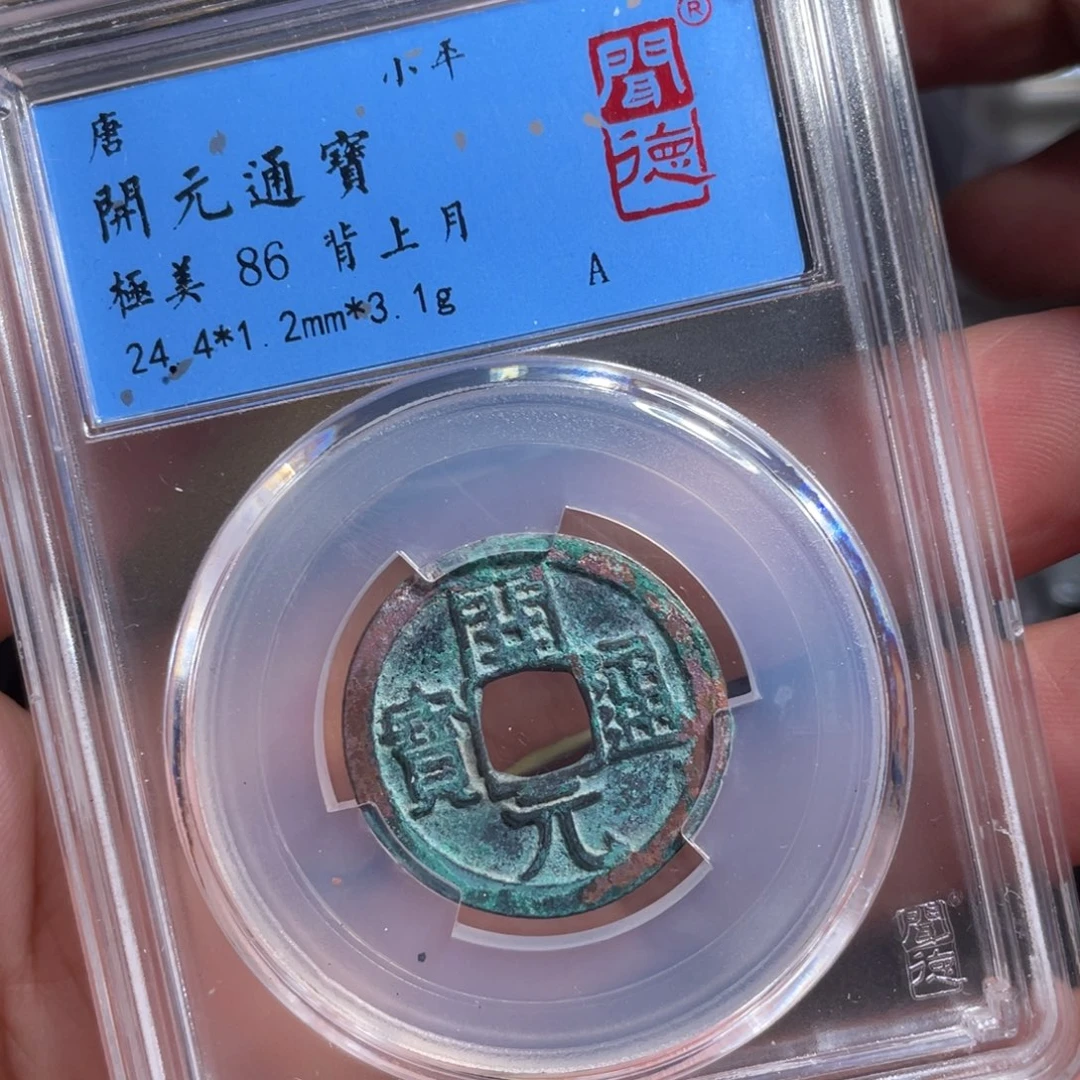 唐 小平
開元通寶
極美 86 背上月
24.4*1.2mm*3.1g
A
聞德
®
開元通寶
聞德